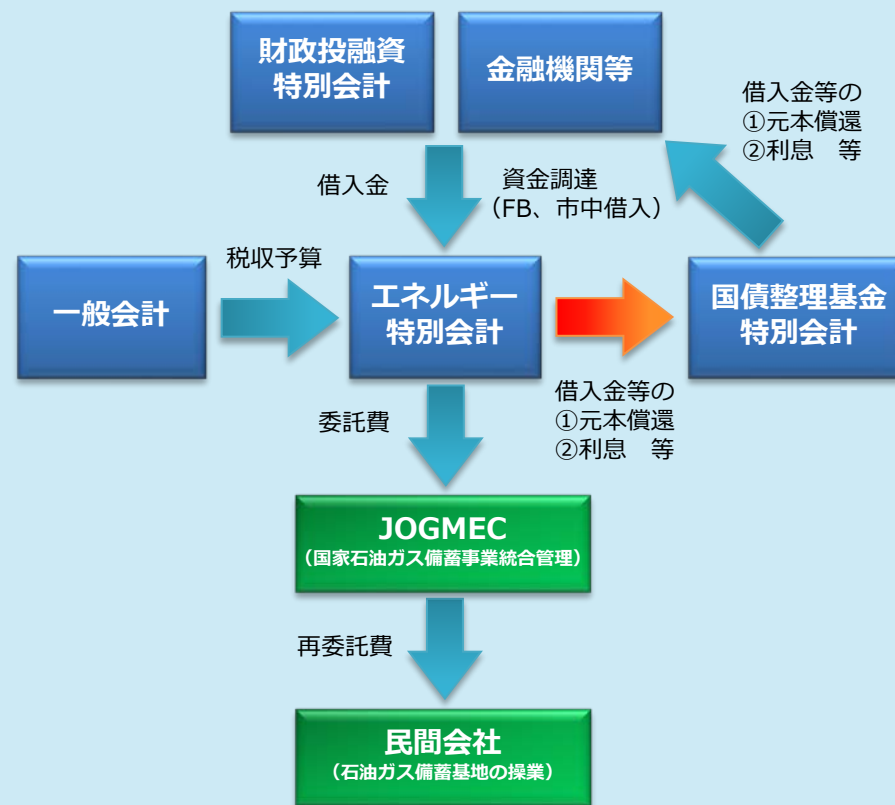 財政投融資
特別会計
金融機関等
借入金等の
①元本償還
②利息　等
借入金
資金調達
（FB、市中借入）
税収予算
一般会計
エネルギー
特別会計
国債整理基金
特別会計
委託費
借入金等の
①元本償還
②利息　等
JOGMEC
（国家石油ガス備蓄事業統合管理）
再委託費
民間会社
（石油ガス備蓄基地の操業）